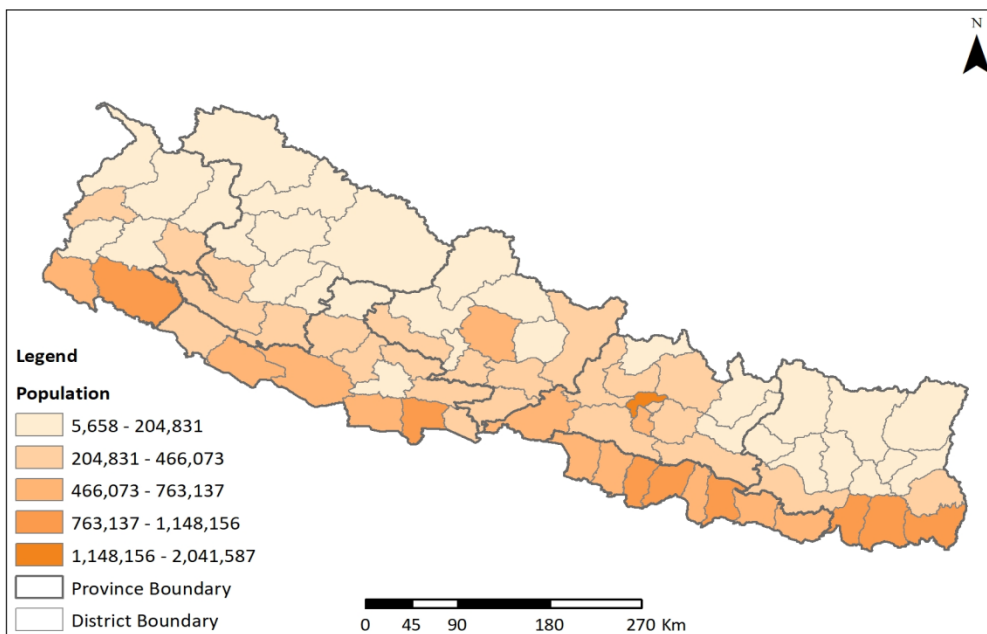 N
Legend
Population
5,658 - 204,831
204,831 - 466,073
466,073 - 763,137
763,137 - 1,148,156
1,148,156 - 2,041,587
Province Boundary
District Boundary
0 45 90 180 270 Km